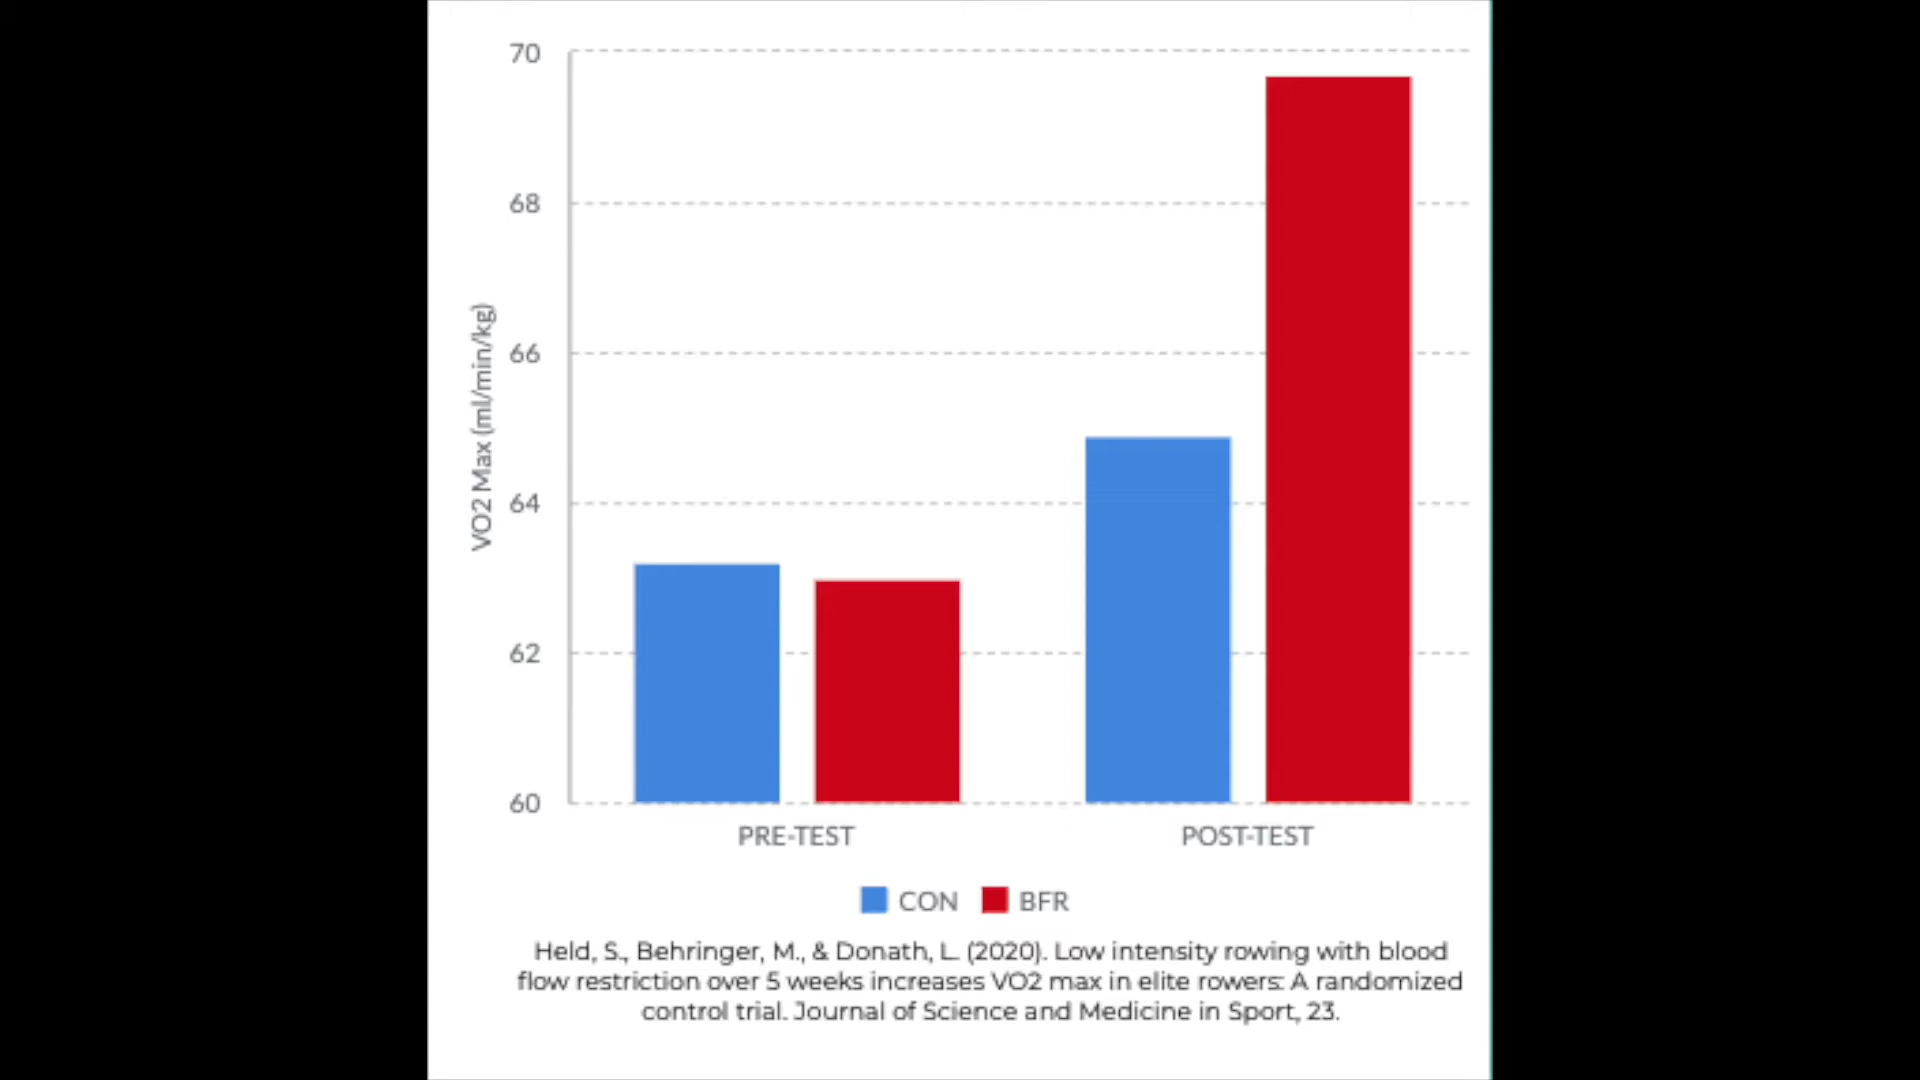 70
68
66
64
62
60
VO2 Max (ml/min/kg)
PRE-TEST
POST-TEST
CON
BFR
Held, S., Behringer, M., & Donath, L. (2020). Low intensity rowing with blood
flow restriction over 5 weeks increases VO2 max in elite rowers: A randomized
control trial. Journal of Science and Medicine in Sport, 23.